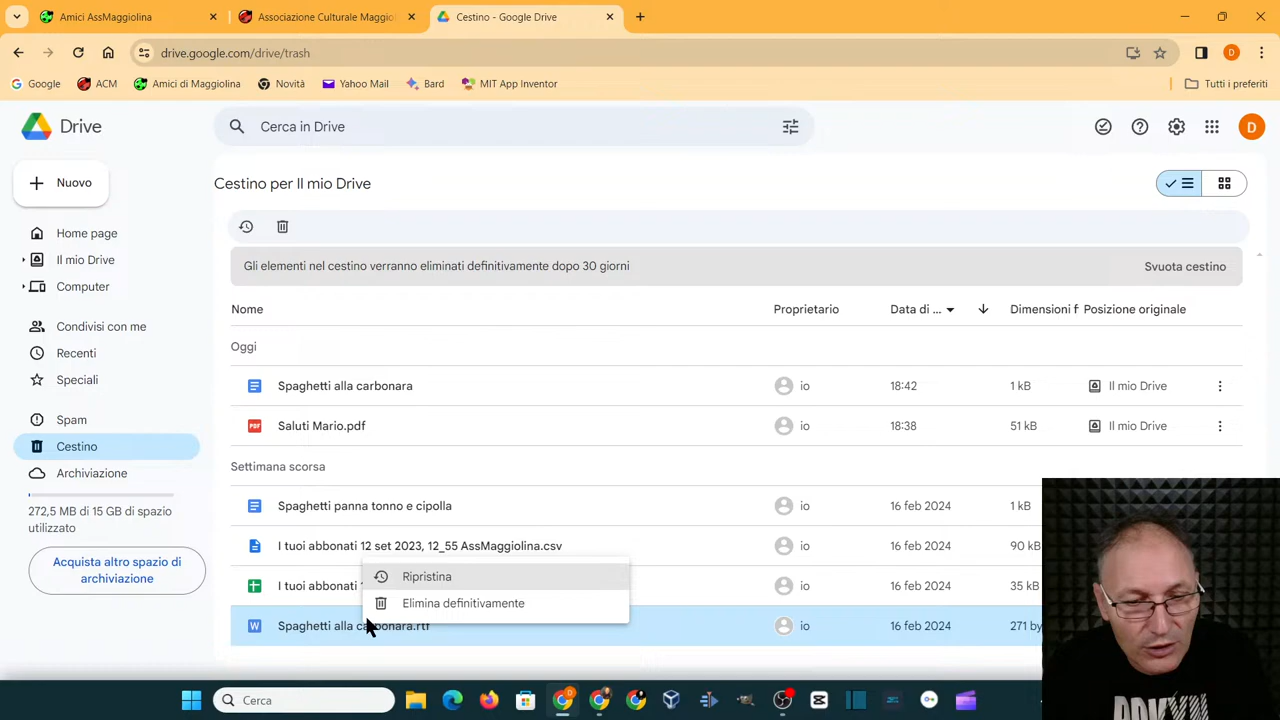 Amici AssMaggiolina
Associazione Culturale Maggio
Cestino - Google Drive
drive.google.com/drive/trash
D
Google
ACM
Amici di Maggiolina
Novità
Yahoo Mail
Bard
MIT App Inventor
Tutti i preferiti
Drive
Cerca in Drive
D
Nuovo
Cestino per Il mio Drive
Home page
Il mio Drive
Computer
Condivisi con me
Recenti
Speciali
Spam
Cestino
Archiviazione
272,5 MB di 15 GB di spazio
utilizzato
Acquista altro spazio di
archiviazione
Gli elementi nel cestino verranno eliminati definitivamente dopo 30 giorni
Svuota cestino
Nome Proprietario Data di ... Dimensioni f Posizione originale
Oggi
Spaghetti alla carbonara io 18:42 1 kB Il mio Drive
PDF Saluti Mario.pdf io 18:38 51 kB Il mio Drive
Settimana scorsa
Spaghetti panna tonno e cipolla io 16 feb 2024 1 kB
I tuoi abbonati 12 set 2023, 12_55 AssMaggiolina.csv io 16 feb 2024 90 kB
I tuoi abbonati io 16 feb 2024 35 kB
Ripristina
Elimina definitivamente
W Spaghetti alla carbonara.rtf io 16 feb 2024 271 by
Cerca